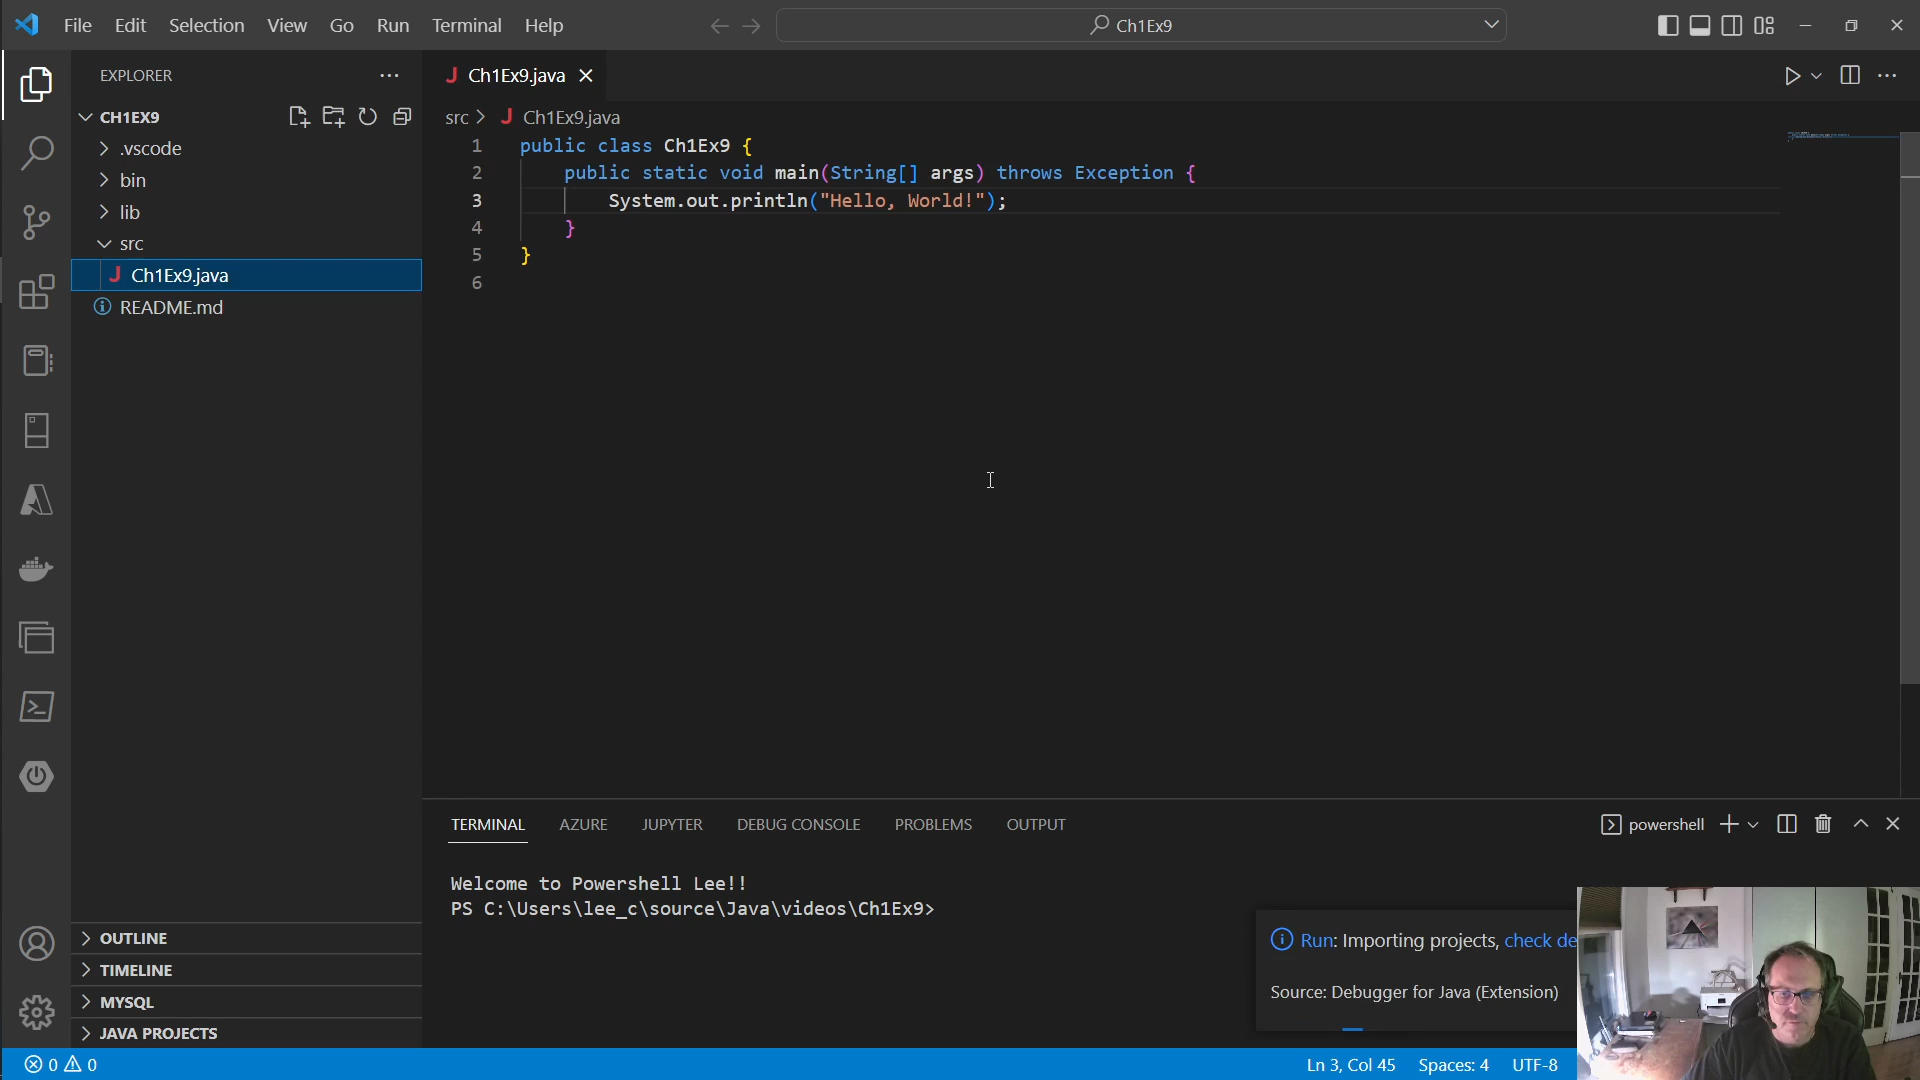 File Edit Selection View Go Run Terminal Help
Ch1Ex9
EXPLORER
CH1EX9
.vscode
bin
lib
src
Ch1Ex9.java
README.md
OUTLINE
TIMELINE
MYSQL
JAVA PROJECTS
Ch1Ex9.java
src > Ch1Ex9.java
1 public class Ch1Ex9 {
2 public static void main(String[] args) throws Exception {
3 System.out.println("Hello, World!");
4 }
5 }
6
TERMINAL AZURE JUPYTER DEBUG CONSOLE PROBLEMS OUTPUT
powershell
Welcome to Powershell Lee!!
PS C:\Users\lee_c\source\Java\videos\Ch1Ex9>
Run: Importing projects, check de
Source: Debugger for Java (Extension)
0 0
Ln 3, Col 45 Spaces: 4 UTF-8